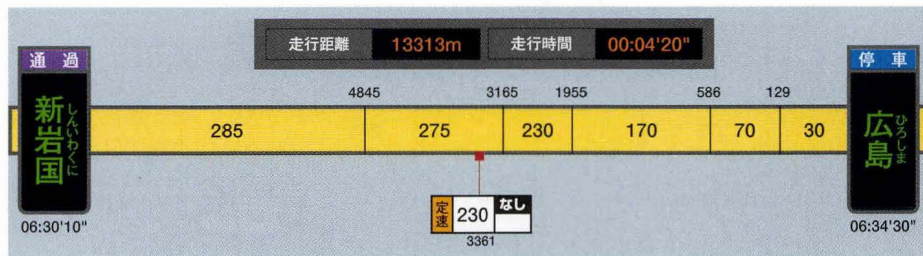 走行距離 13313m 走行時間 00:04'20"
通過
新岩国
しんいわくに
06:30'10"
4845 3165 1955 586 129
285 275 230 170 70 30
定速 230 なし
3361
停車
広島
ひろしま
06:34'30"